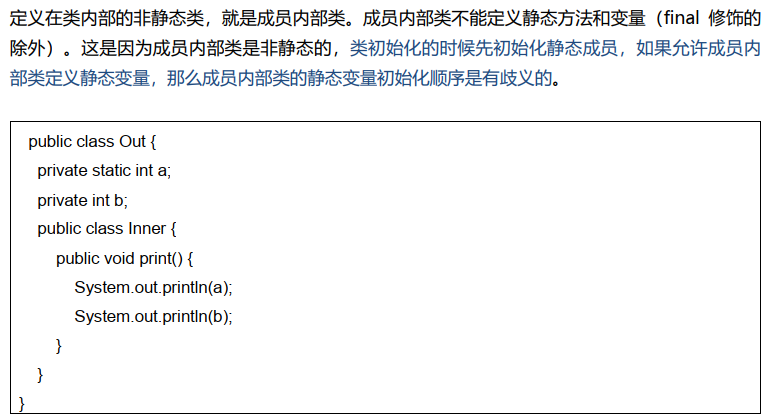 定义在类内部的非静态类，就是成员内部类。成员内部类不能定义静态方法和变量（final 修饰的
除外）。这是因为成员内部类是非静态的，类初始化的时候先初始化静态成员，如果允许成员内
部类定义静态变量，那么成员内部类的静态变量初始化顺序是有歧义的。
public class Out {
private static int a;
private int b;
public class Inner {
public void print() {
System.out.println(a);
System.out.println(b);
}
}
}